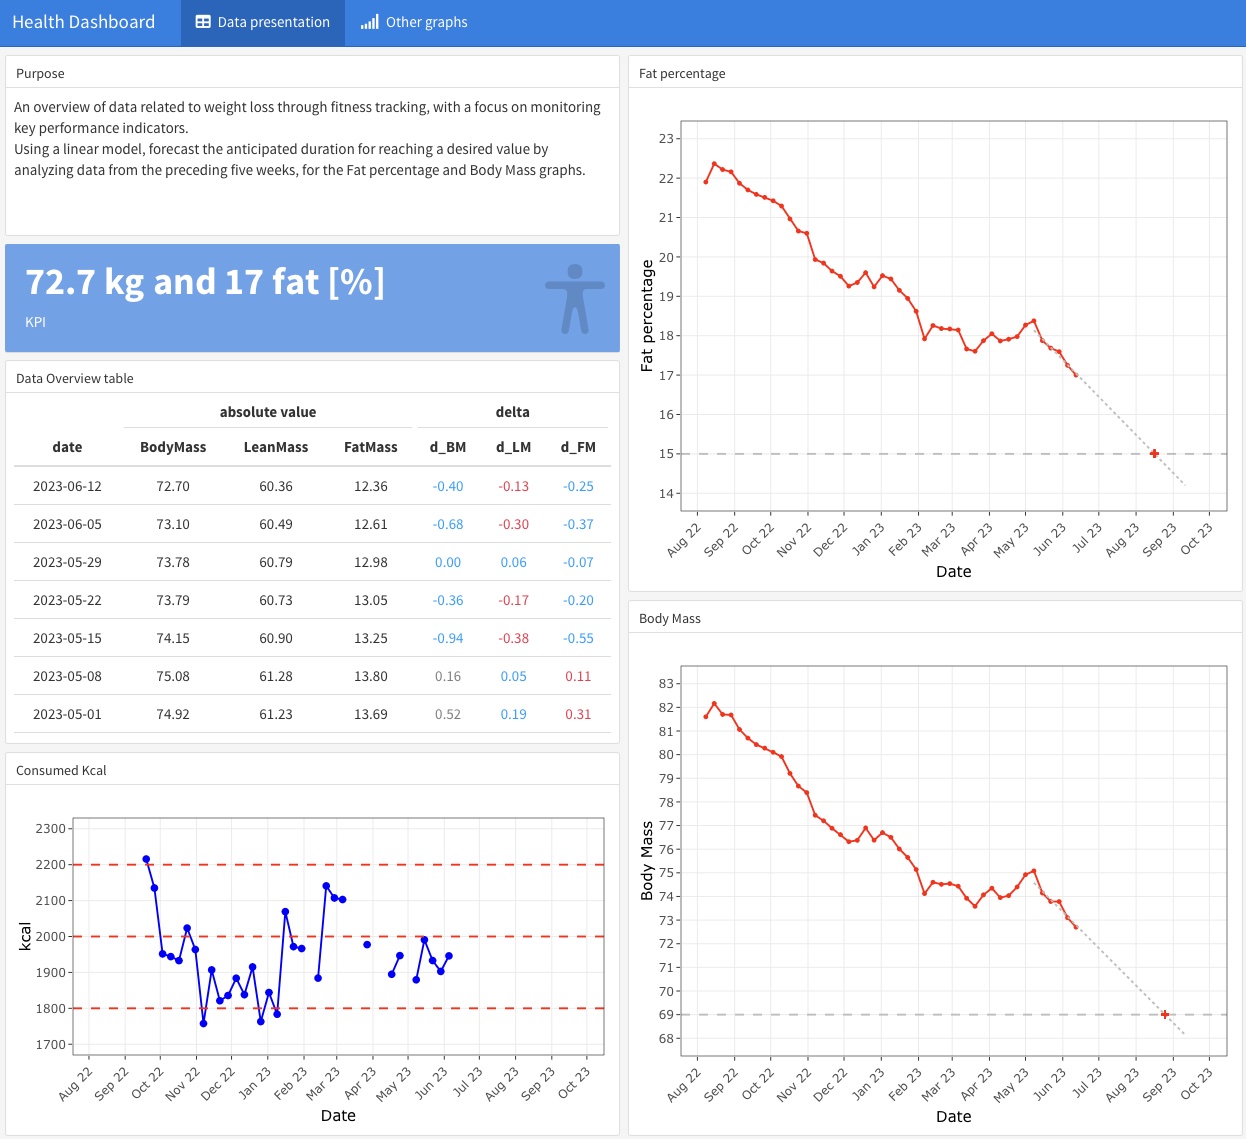 Health Dashboard Data presentation Other graphs
Purpose
An overview of data related to weight loss through fitness tracking, with a focus on monitoring
key performance indicators.
Using a linear model, forecast the anticipated duration for reaching a desired value by
analyzing data from the preceding five weeks, for the Fat percentage and Body Mass graphs.
72.7 kg and 17 fat [%]
KPI
Data Overview table
absolute value delta
date BodyMass LeanMass FatMass d_BM d_LM d_FM
2023-06-12 72.70 60.36 12.36 -0.40 -0.13 -0.25
2023-06-05 73.10 60.49 12.61 -0.68 -0.30 -0.37
2023-05-29 73.78 60.79 12.98 0.00 0.06 -0.07
2023-05-22 73.79 60.73 13.05 -0.36 -0.17 -0.20
2023-05-15 74.15 60.90 13.25 -0.94 -0.38 -0.55
2023-05-08 75.08 61.28 13.80 0.16 0.05 0.11
2023-05-01 74.92 61.23 13.69 0.52 0.19 0.31
Consumed Kcal
kcal
2300
2200
2100
2000
1900
1800
1700
Aug 22 Sep 22 Oct 22 Nov 22 Dec 22 Jan 23 Feb 23 Mar 23 Apr 23 May 23 Jun 23 Jul 23 Aug 23 Sep 23 Oct 23
Date
Fat percentage
Fat percentage
23
22
21
20
19
18
17
16
15
14
Aug 22 Sep 22 Oct 22 Nov 22 Dec 22 Jan 23 Feb 23 Mar 23 Apr 23 May 23 Jun 23 Jul 23 Aug 23 Sep 23 Oct 23
Date
Body Mass
Body Mass
83
82
81
80
79
78
77
76
75
74
73
72
71
70
69
68
Aug 22 Sep 22 Oct 22 Nov 22 Dec 22 Jan 23 Feb 23 Mar 23 Apr 23 May 23 Jun 23 Jul 23 Aug 23 Sep 23 Oct 23
Date